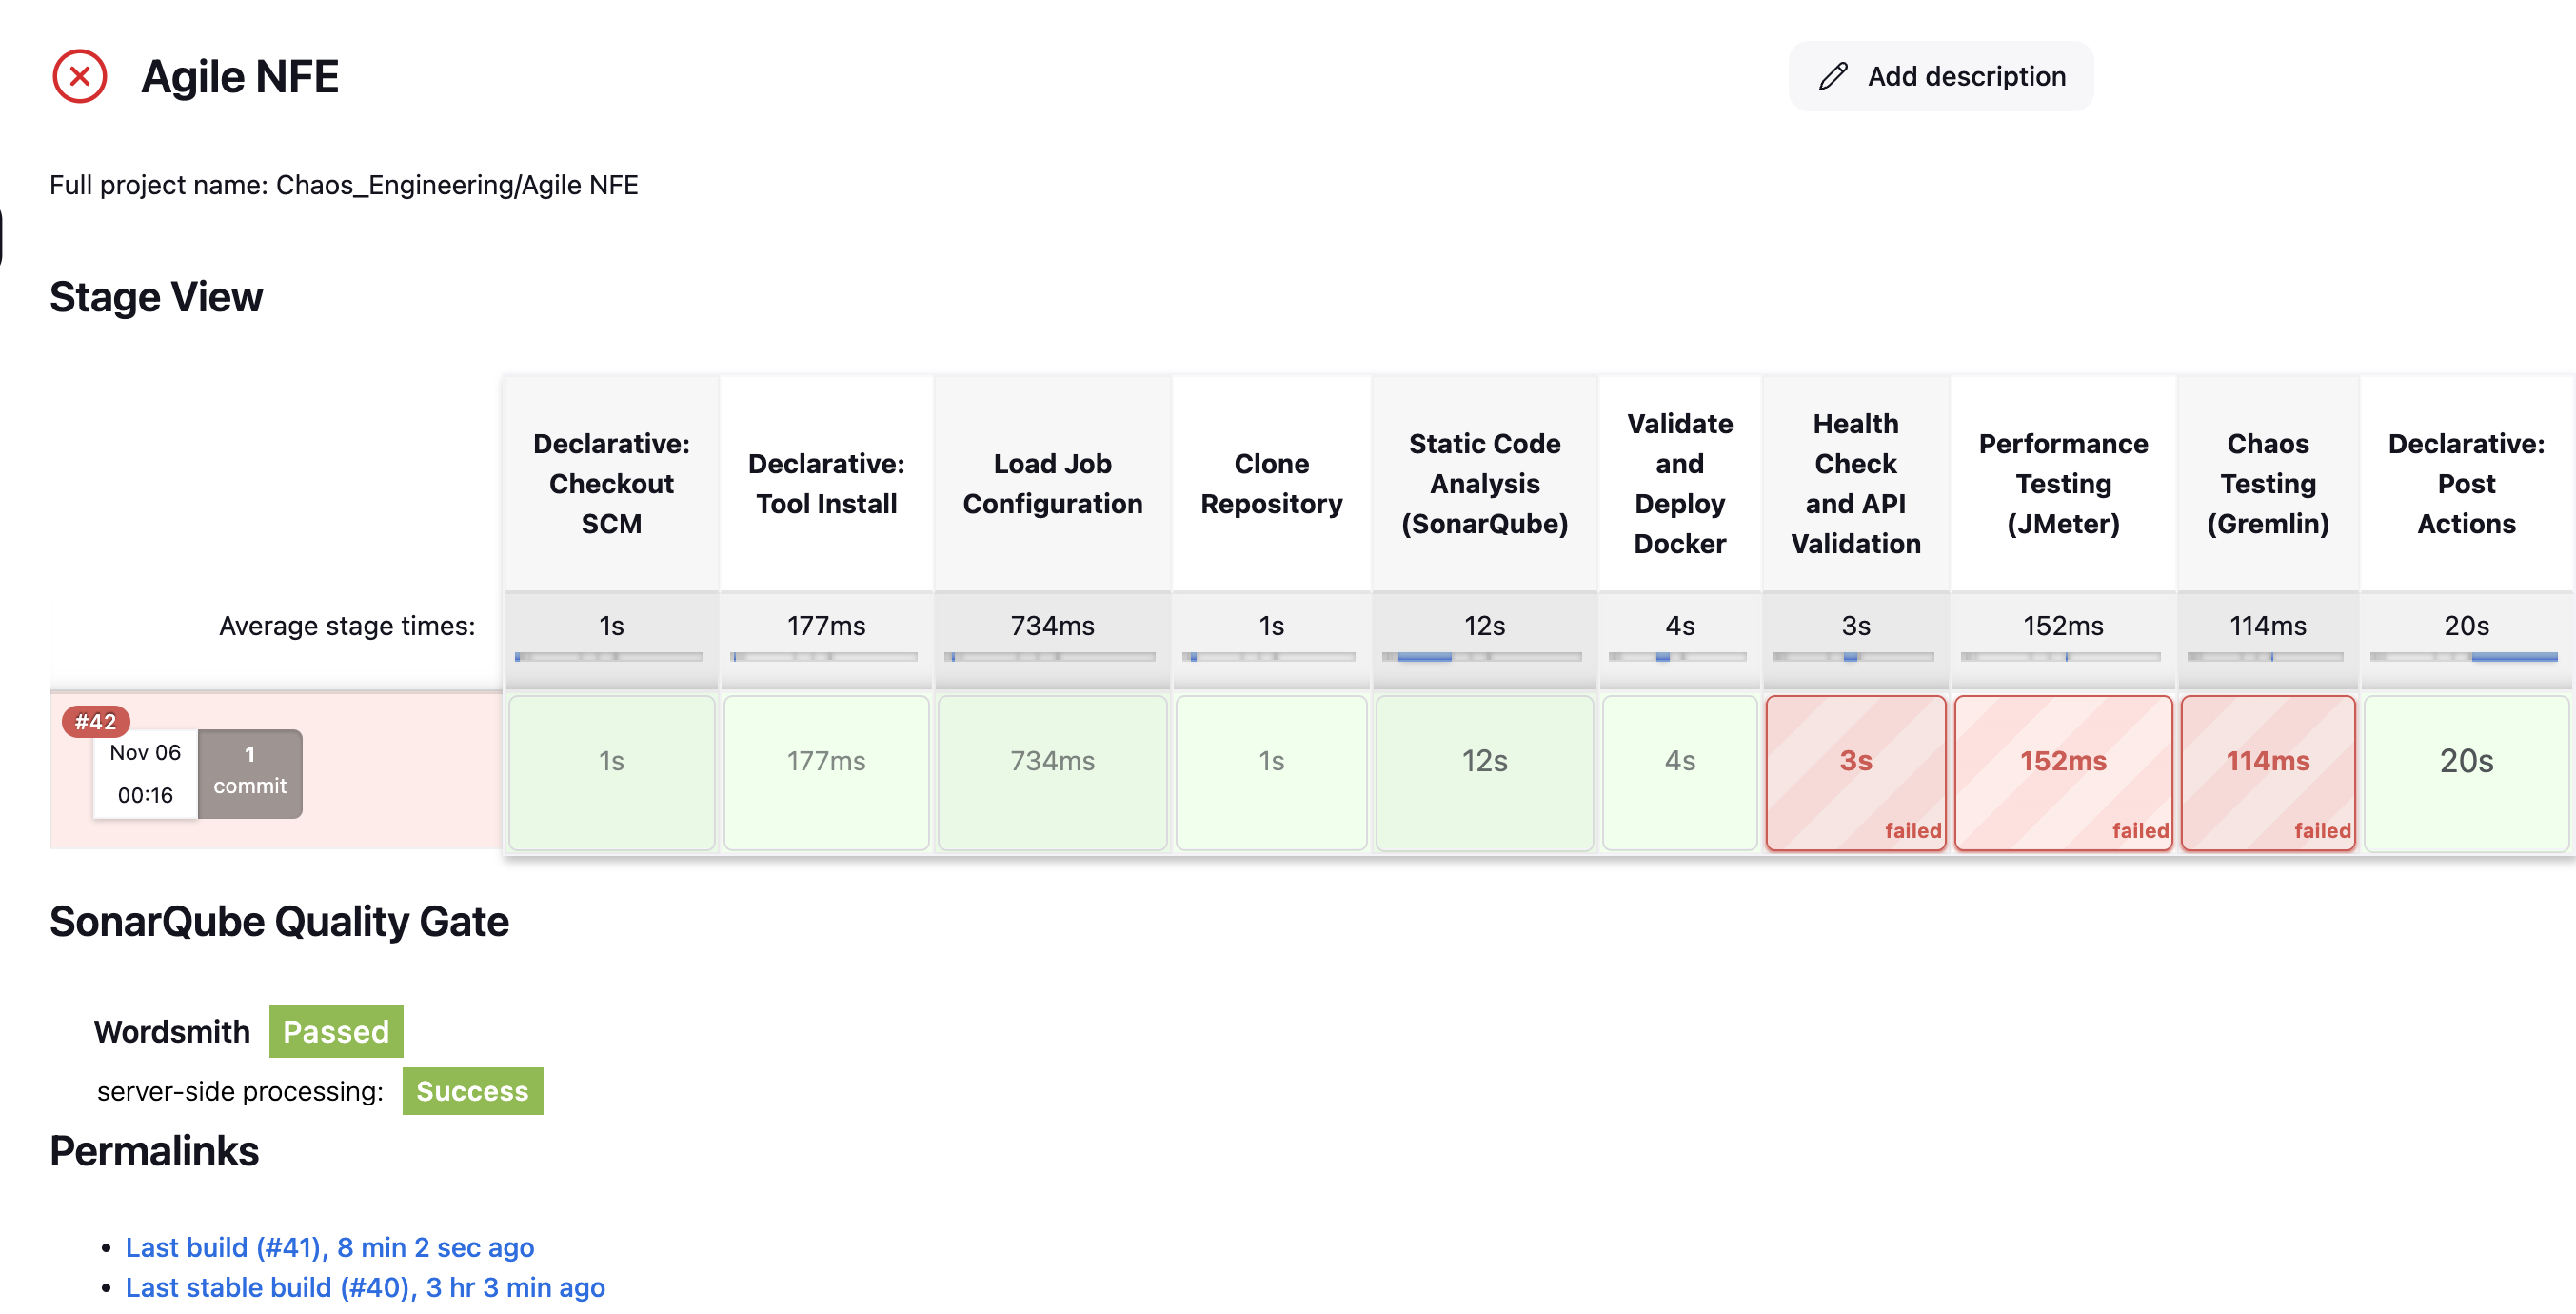 Agile NFE
Add description
Full project name: Chaos_Engineering/Agile NFE
Stage View
Declarative:
Checkout
SCM
Declarative:
Tool Install
Load Job
Configuration
Clone
Repository
Static Code
Analysis
(SonarQube)
Validate
and
Deploy
Docker
Health
Check
and API
Validation
Performance
Testing
(JMeter)
Chaos
Testing
(Gremlin)
Declarative:
Post
Actions
Average stage times:
1s
177ms
734ms
1s
12s
4s
3s
152ms
114ms
20s
#42
Nov 06
00:16
1
commit
1s
177ms
734ms
1s
12s
4s
3s
failed
152ms
failed
114ms
failed
20s
SonarQube Quality Gate
Wordsmith Passed
server-side processing: Success
Permalinks
Last build (#41), 8 min 2 sec ago
Last stable build (#40), 3 hr 3 min ago